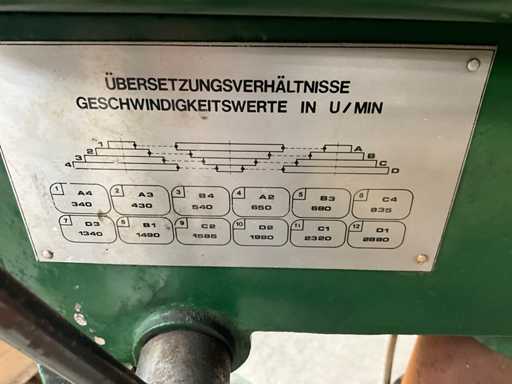 ÜBERSETZUNGSVERHÄLTNISSE
GESCHWINDIGKEITSWERTE IN U/MIN
1 A
2 B
3 C
4 D
1 A4 340
2 A3 430
3 B4 540
4 A2 650
5 B3 680
6 C4 835
7 D3 1340
8 B1 1490
9 C2 1585
10 D2 1980
11 C1 2320
12 D1 2880